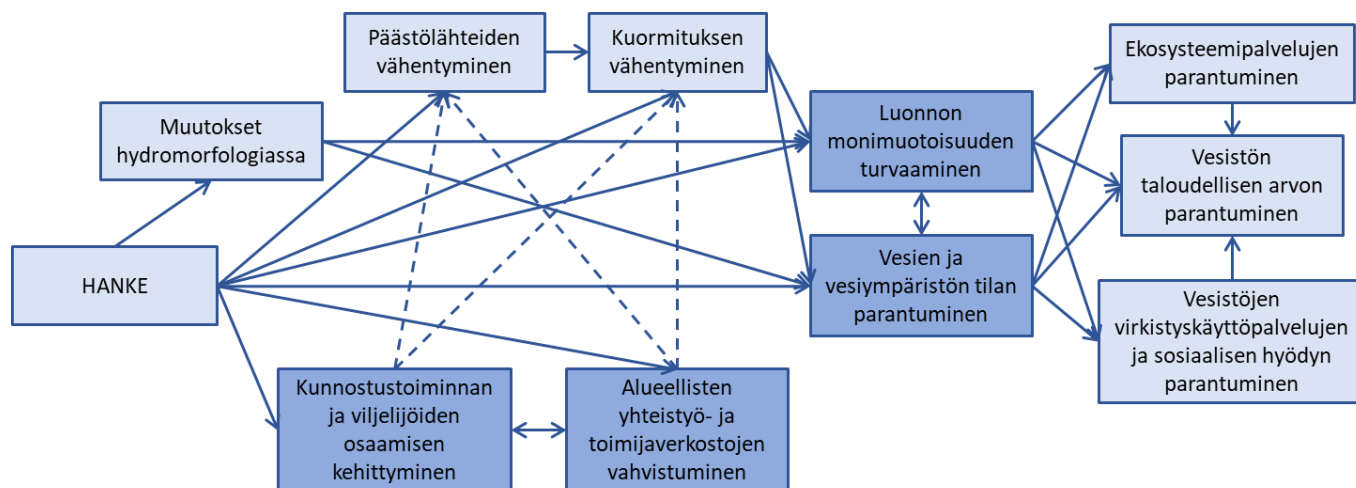 Päästölähteiden
vähentyminen
Kuormituksen
vähentyminen
Ekosysteemipalvelujen
parantuminen
Muutokset
hydromorfologiassa
Luonnon
monimuotoisuuden
turvaaminen
Vesistön
taloudellisen arvon
parantuminen
HANKE
Vesien ja
vesiympäristön tilan
parantuminen
Vesistöjen
virkistyskäyttöpalvelujen
ja sosiaalisen hyödyn
parantuminen
Kunnostustoiminnan
ja viljelijöiden
osaamisen
kehittyminen
Alueellisten
yhteistyö- ja
toimijaverkostojen
vahvistuminen